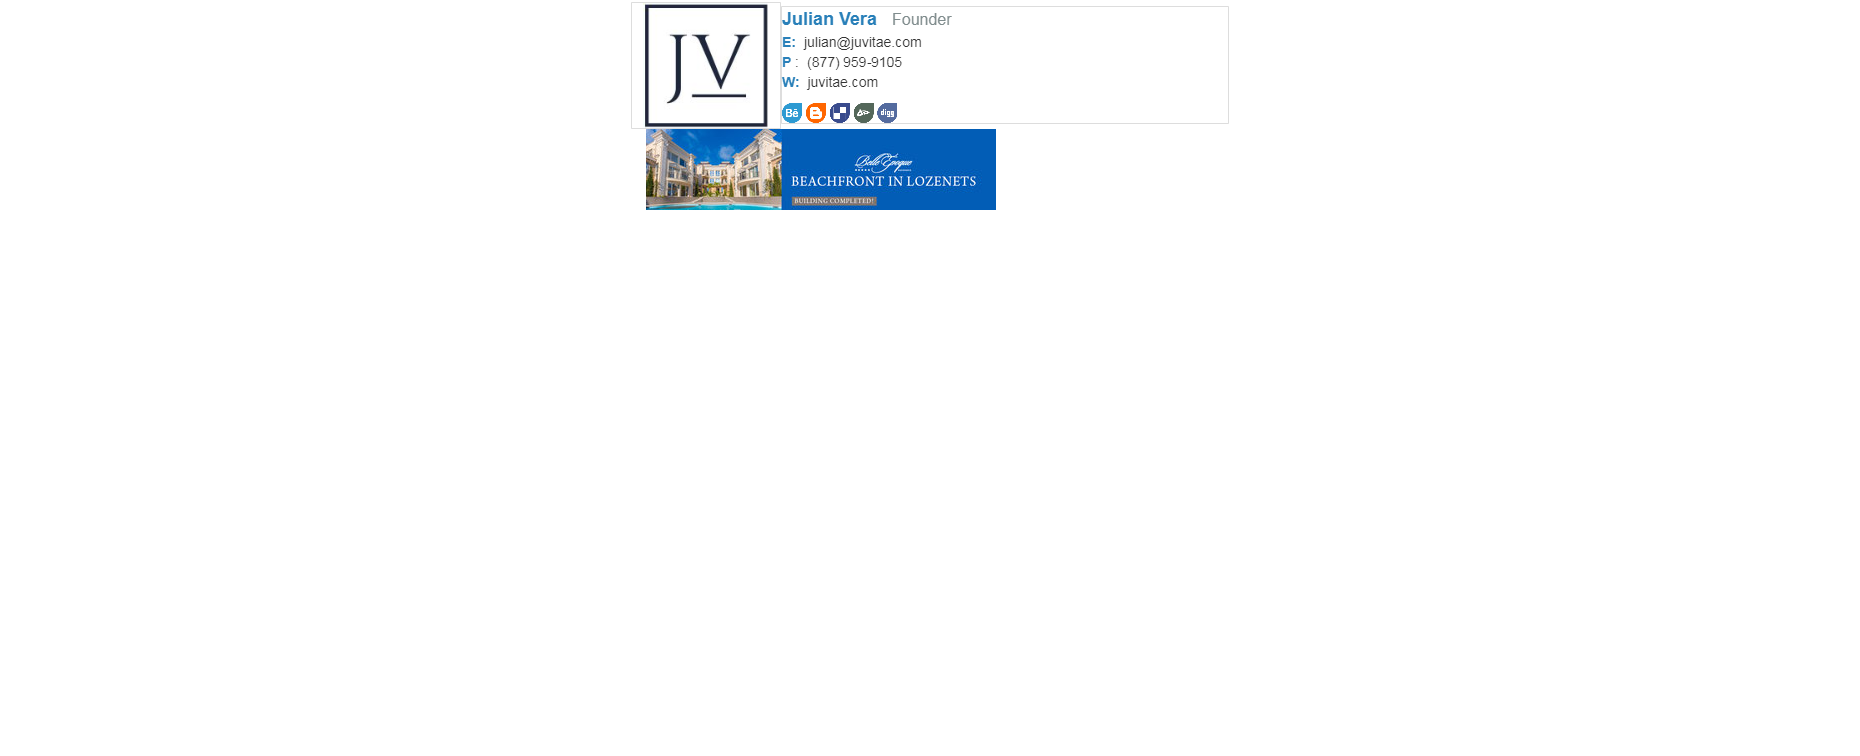 JV
Julian Vera Founder
E: julian@juvitae.com
P : (877) 959-9105
W: juvitae.com
Bē digg
Belle Epoque
BEACHFRONT IN LOZENETS
BUILDING COMPLETED!